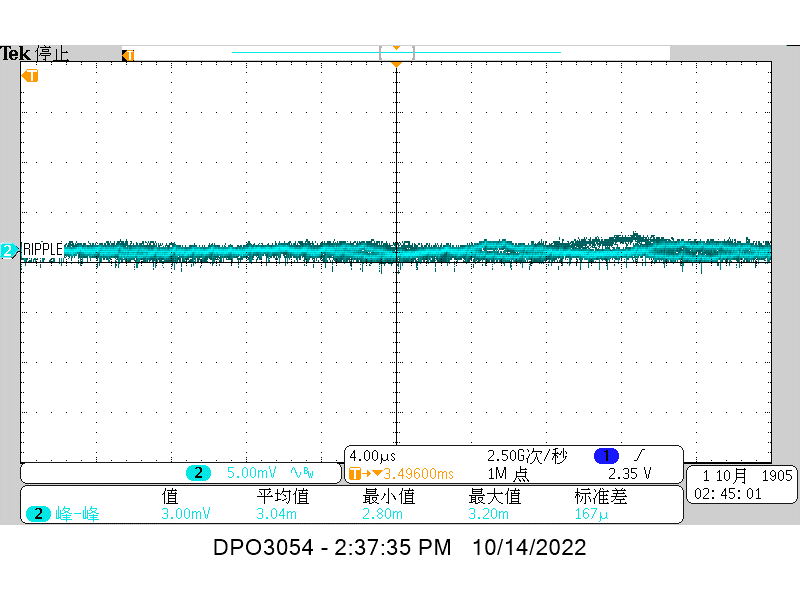 Tek 停止
T
T
2 RIPPLE
2 5.00mV
4.00μs 2.50G次/秒 1
T→▼3.49600ms 1M 点 2.35 V
1 10月 1905
02:45:01
值 平均值 最小值 最大值 标准差
2 峰-峰 3.00mV 3.04m 2.80m 3.20m 167μ
DPO3054 - 2:37:35 PM 10/14/2022